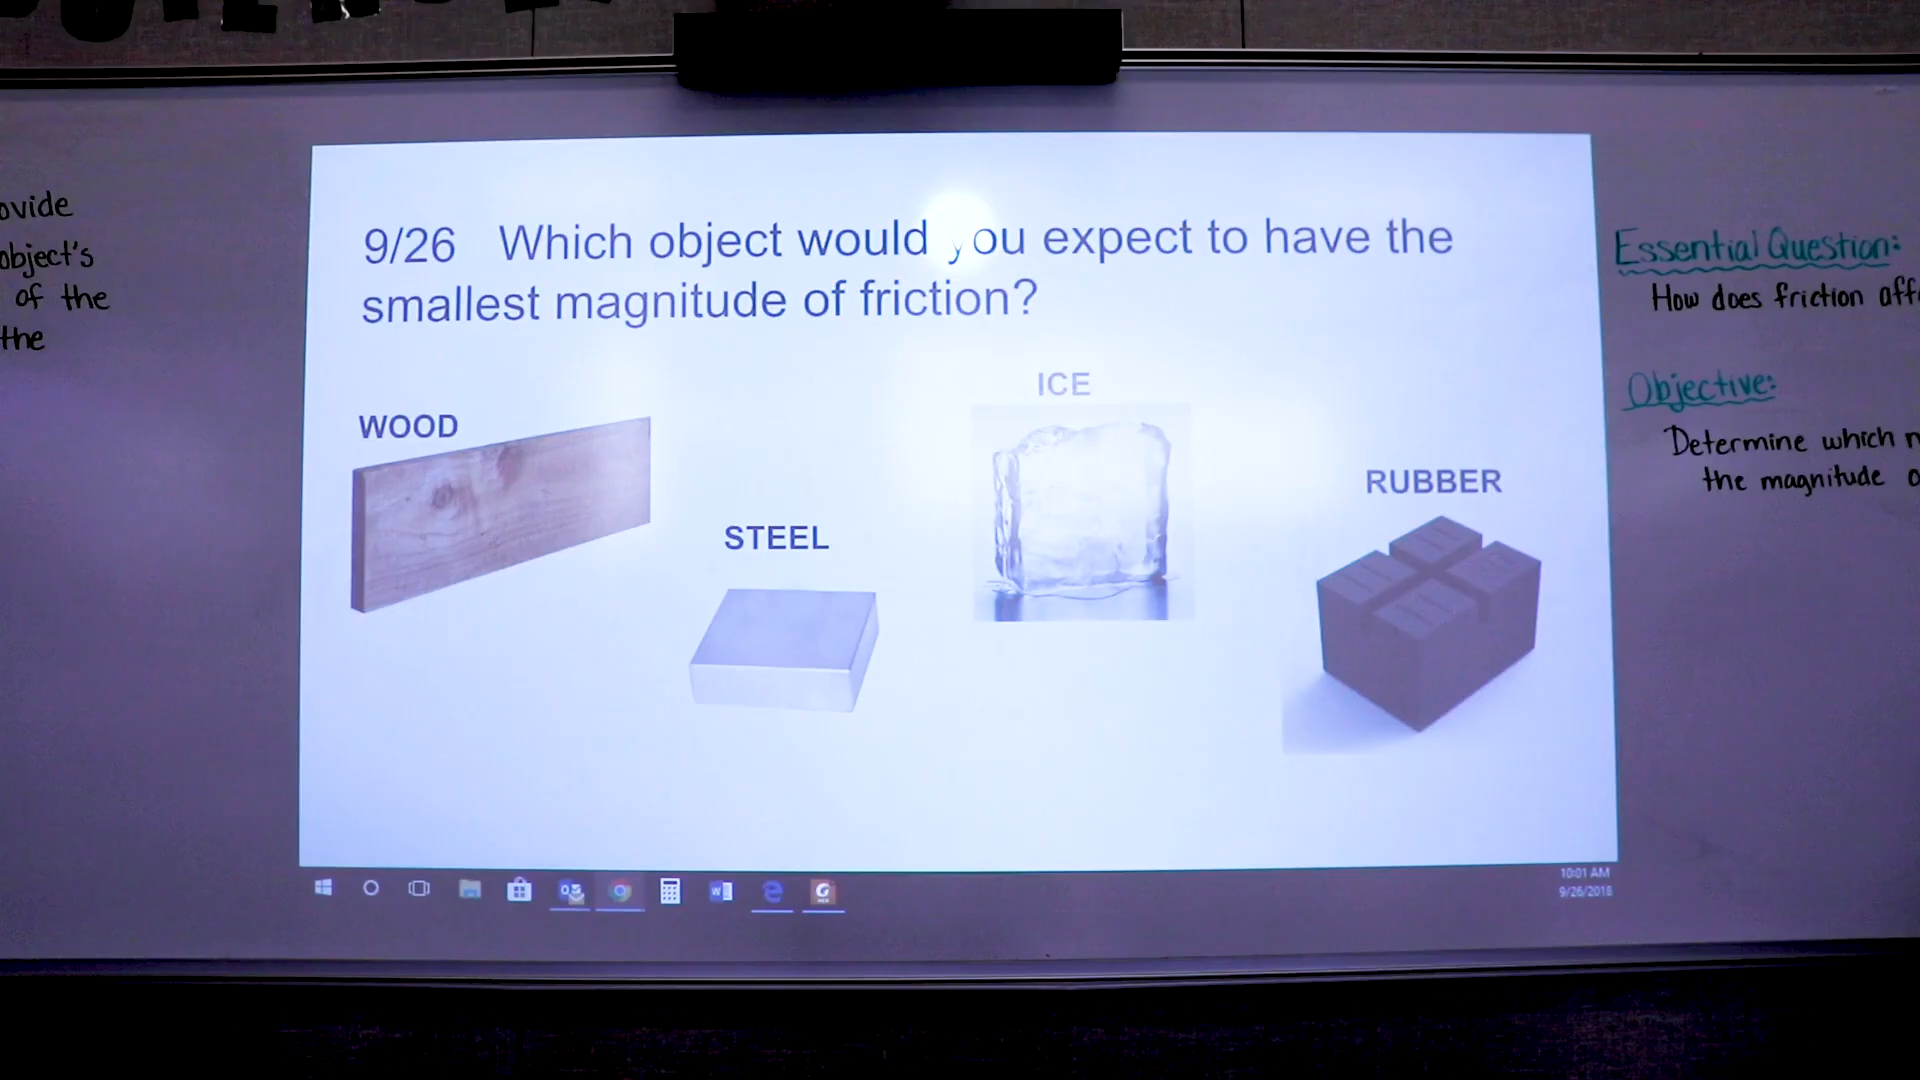 ovide
object's
of the
the
9/26 Which object would you expect to have the
smallest magnitude of friction?
WOOD
STEEL
ICE
RUBBER
Essential Question:
How does friction aff
Objective:
Determine which
the magnitude
10:01 AM
9/26/2018